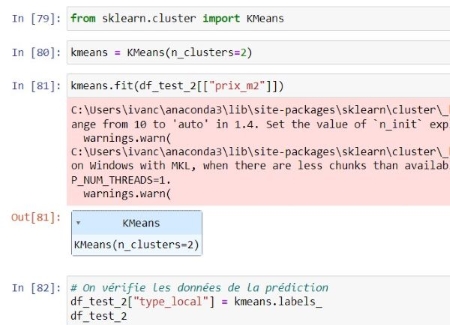 In [79]: from sklearn.cluster import KMeans
In [80]: kmeans = KMeans(n_clusters=2)
In [81]: kmeans.fit(df_test_2[["prix_m2"]])
C:\Users\ivanc\anaconda3\lib\site-packages\sklearn\cluster\_
ange from 10 to 'auto' in 1.4. Set the value of `n_init` exp
warnings.warn(
C:\Users\ivanc\anaconda3\lib\site-packages\sklearn\cluster\_
on Windows with MKL, when there are less chunks than availab
P_NUM_THREADS=1.
warnings.warn(
Out[81]:
▾ KMeans
KMeans(n_clusters=2)
In [82]: # On vérifie les données de la prédiction
df_test_2["type_local"] = kmeans.labels_
df_test_2